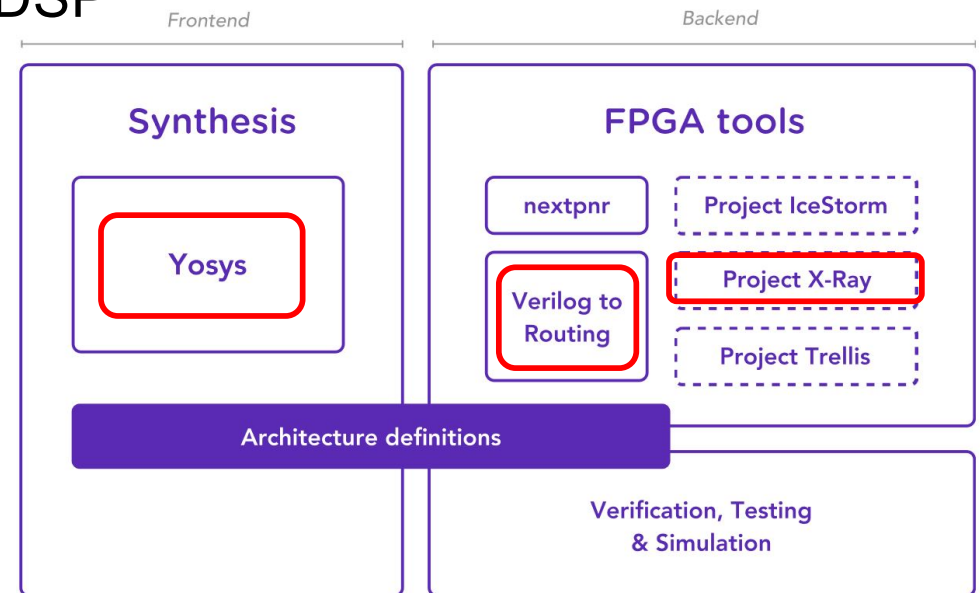 DSP
Frontend
Backend
Synthesis
FPGA tools
Yosys
nextpnr
Project IceStorm
Verilog to
Routing
Project X-Ray
Project Trellis
Architecture definitions
Verification, Testing
& Simulation